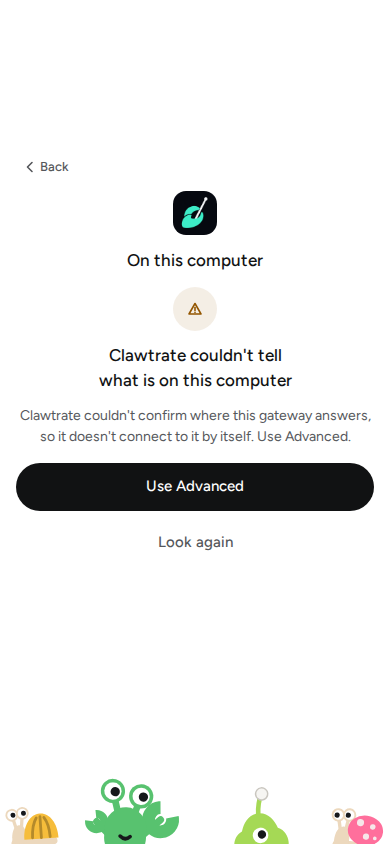 Back
On this computer
Clawtrate couldn't tell
what is on this computer
Clawtrate couldn't confirm where this gateway answers,
so it doesn't connect to it by itself. Use Advanced.
Use Advanced
Look again